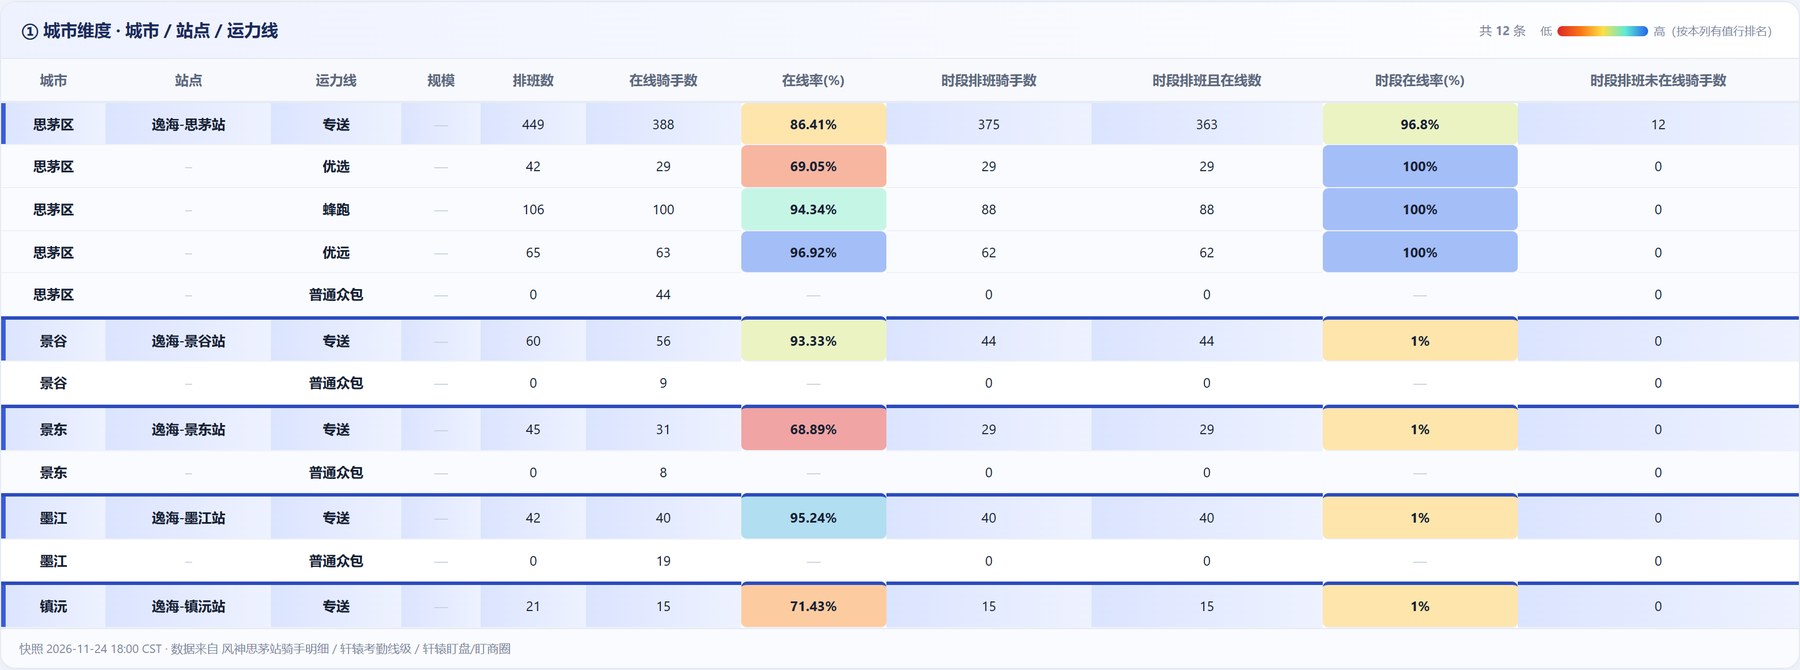 ① 城市维度 · 城市 / 站点 / 运力线
共 12 条 低 高 (按本列有值行排名)
城市 站点 运力线 规模 排班数 在线骑手数 在线率(%) 时段排班骑手数 时段排班且在线数 时段在线率(%) 时段排班未在线骑手数
思茅区 逸海-思茅站 专送 — 449 388 86.41% 375 363 96.8% 12
思茅区 – 优选 — 42 29 69.05% 29 29 100% 0
思茅区 – 蜂跑 — 106 100 94.34% 88 88 100% 0
思茅区 – 优远 — 65 63 96.92% 62 62 100% 0
思茅区 – 普通众包 — 0 44 — 0 0 — 0
景谷 逸海-景谷站 专送 — 60 56 93.33% 44 44 1% 0
景谷 – 普通众包 — 0 9 — 0 0 — 0
景东 逸海-景东站 专送 — 45 31 68.89% 29 29 1% 0
景东 – 普通众包 — 0 8 — 0 0 — 0
墨江 逸海-墨江站 专送 — 42 40 95.24% 40 40 1% 0
墨江 – 普通众包 — 0 19 — 0 0 — 0
镇沅 逸海-镇沅站 专送 — 21 15 71.43% 15 15 1% 0
快照 2026-11-24 18:00 CST · 数据来自 风神思茅站骑手明细 / 轩辕考勤线级 / 轩辕盯盘/盯商圈